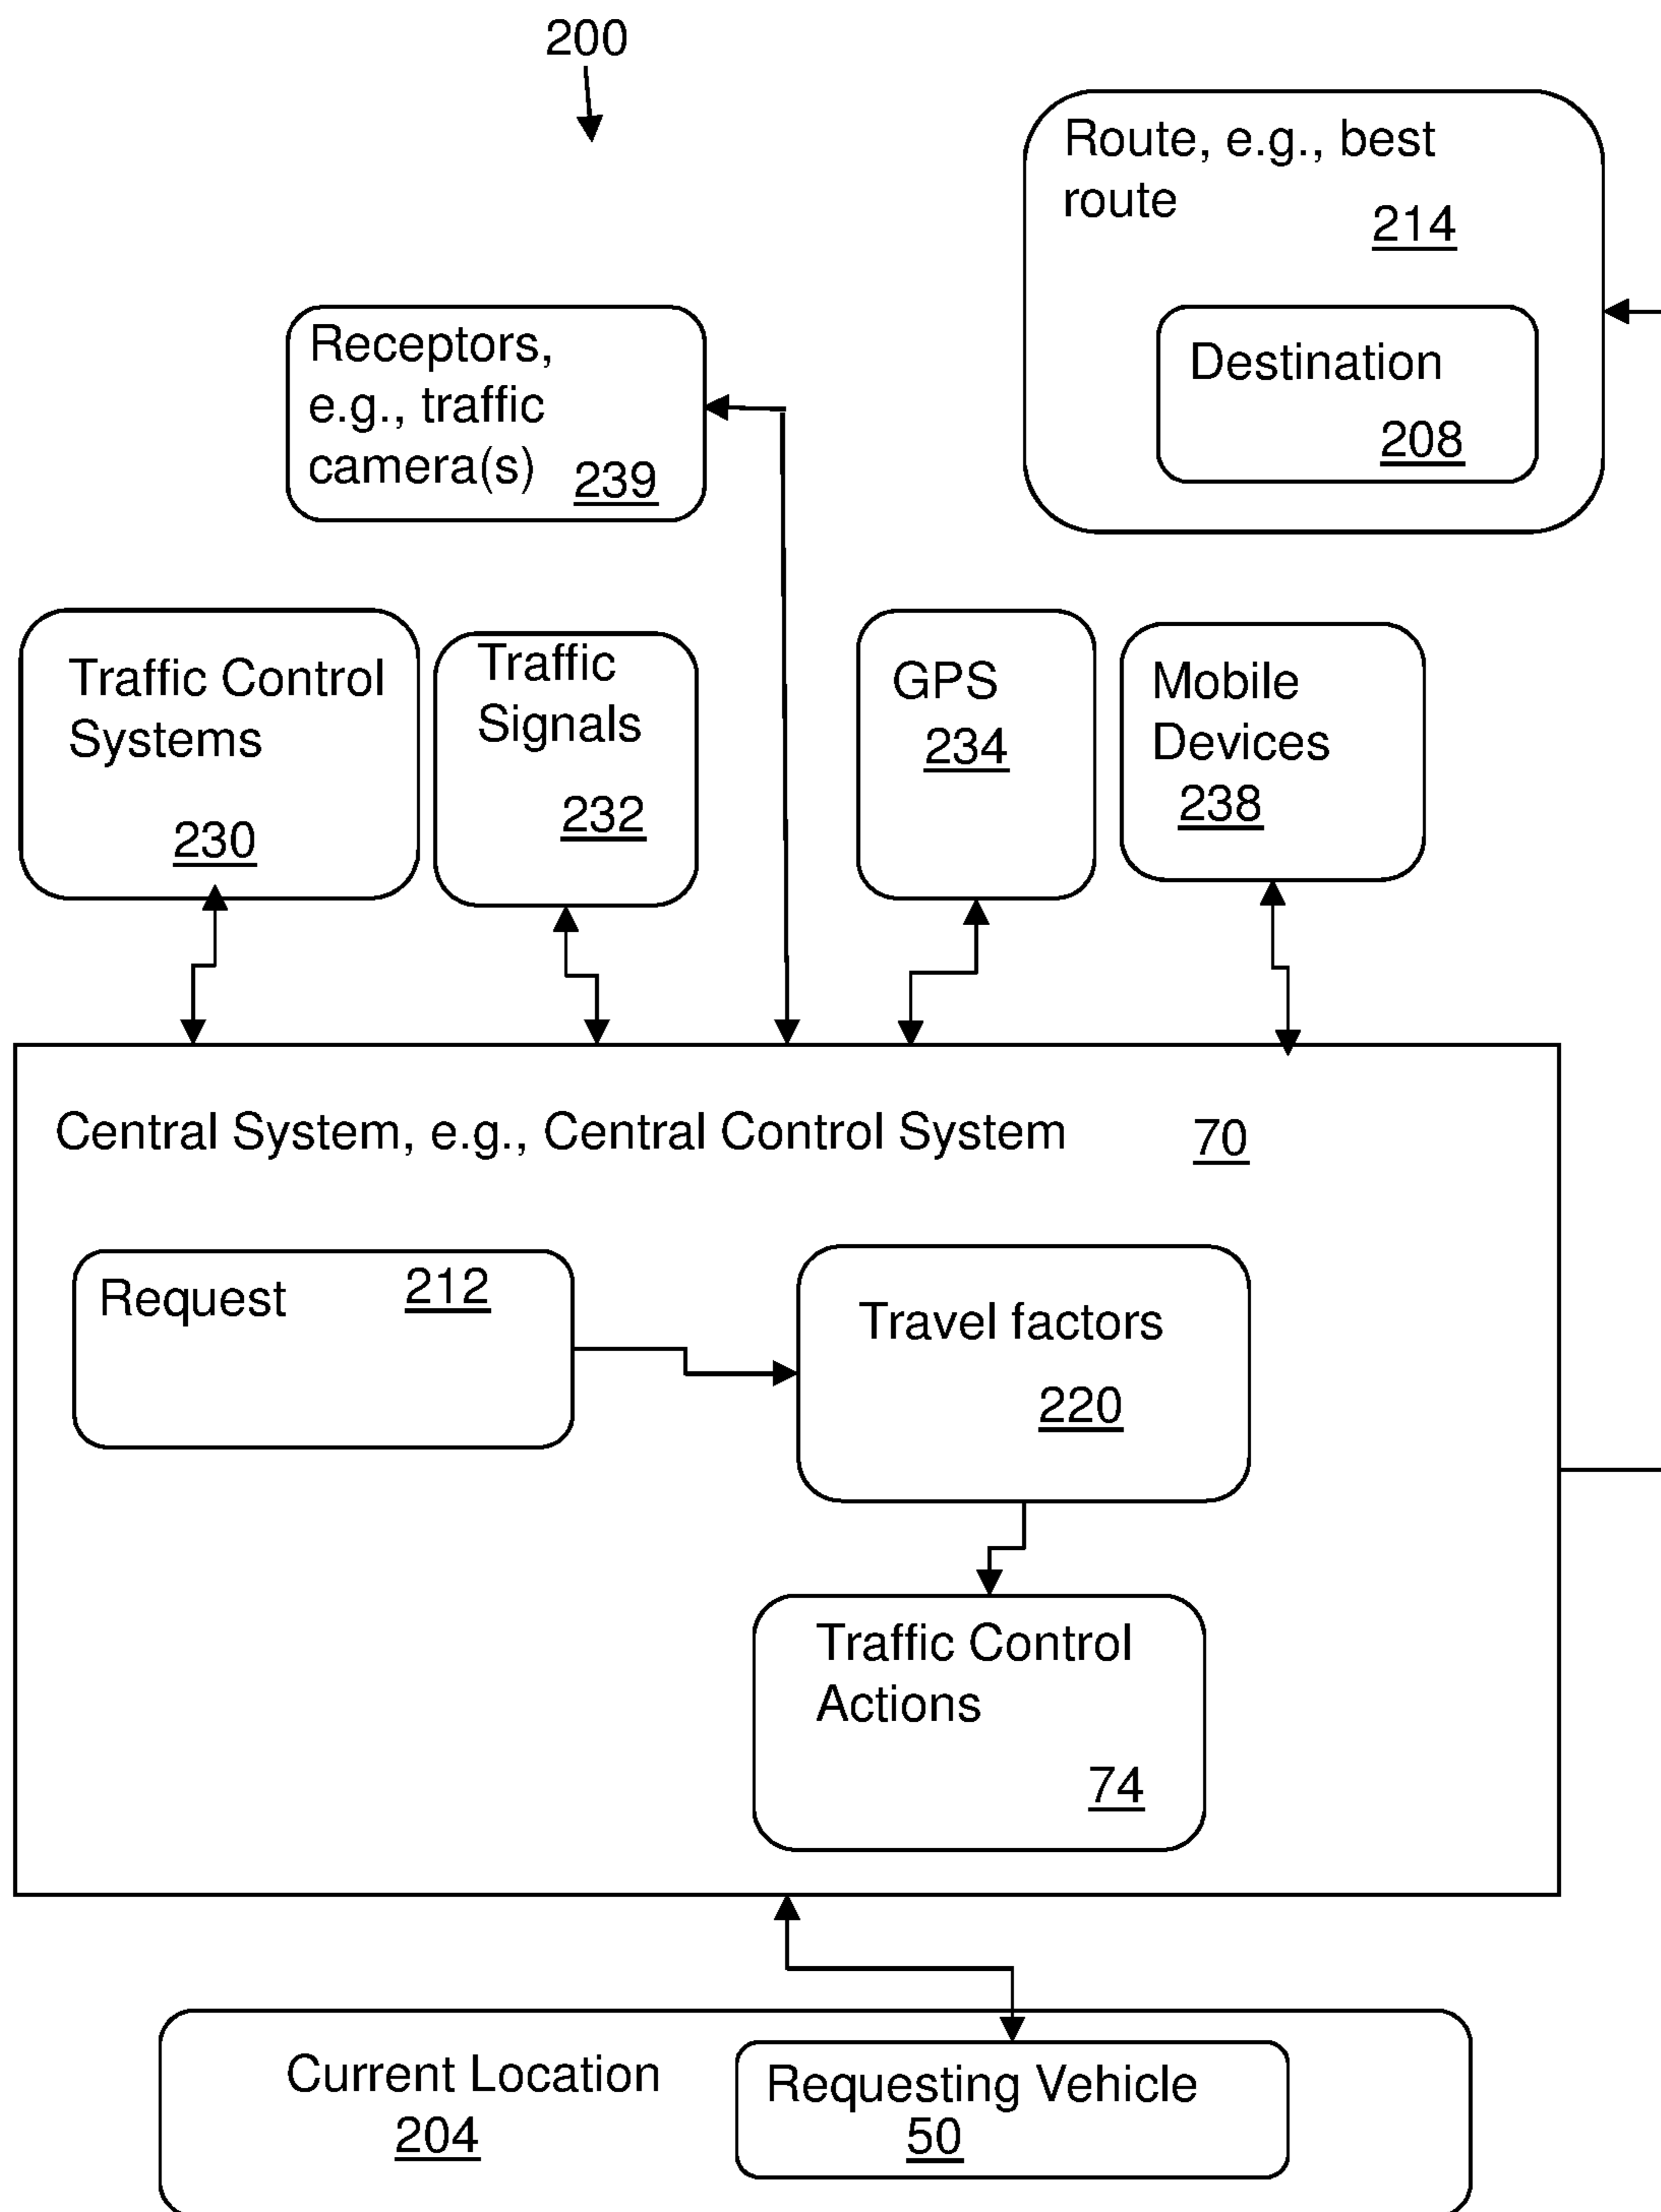 200
Route, e.g., best
route
214
Destination
208
Receptors,
e.g., traffic
camera(s) 239
Traffic Control
Systems
230
Traffic
Signals
232
GPS
234
Mobile
Devices
238
Central System, e.g., Central Control System 70
Request 212
Travel factors
220
Traffic Control
Actions
74
Current Location
204
Requesting Vehicle
50